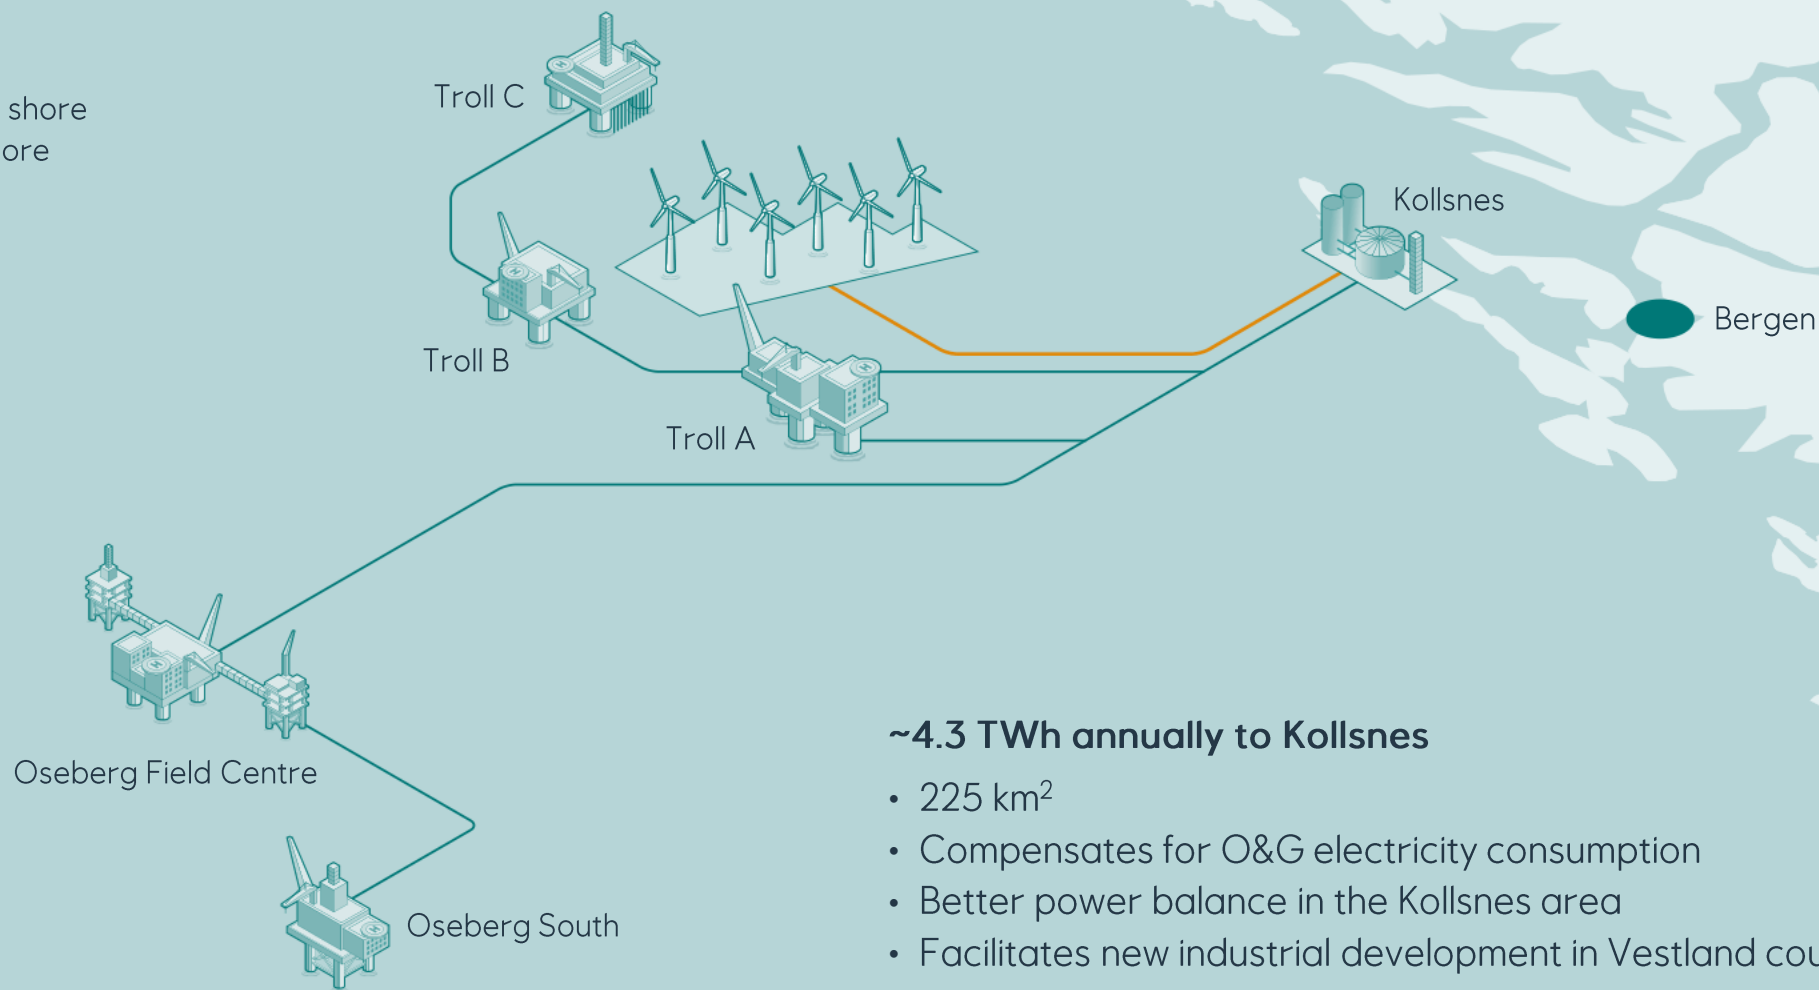 shore
ore
Troll C
Kollsnes
Bergen
Troll B
Troll A
Oseberg Field Centre
Oseberg South
~4.3 TWh annually to Kollsnes
• 225 km²
• Compensates for O&G electricity consumption
• Better power balance in the Kollsnes area
• Facilitates new industrial development in Vestland cou